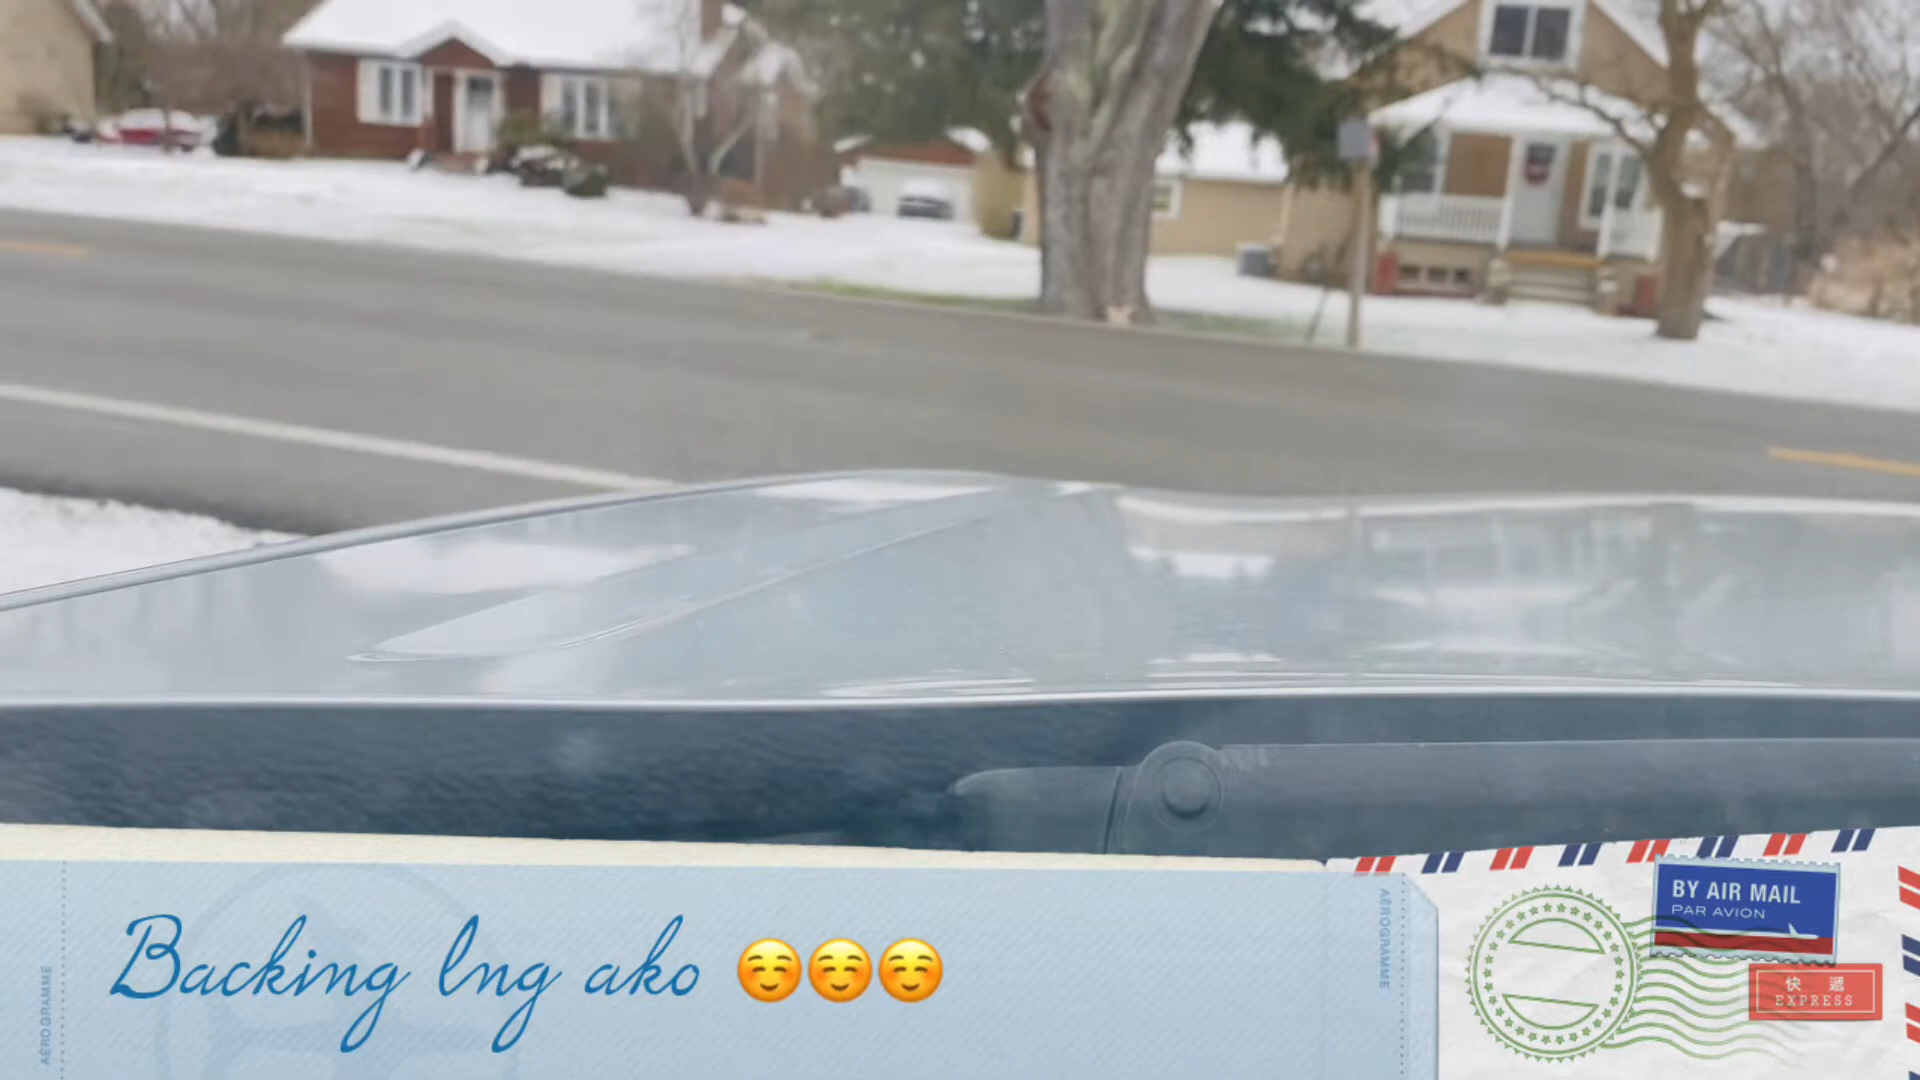 Backing lng ako ☺️☺️☺️
AÉROGRAMME
AÉROGRAMME
BY AIR MAIL
PAR AVION
快 遞
EXPRESS